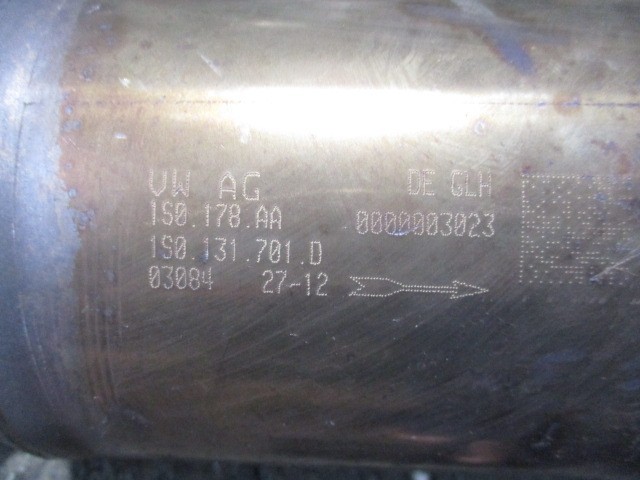 VW AG DE GLH
1S0.178.AA 0000003023
1S0.131.701.D
03084 27-12